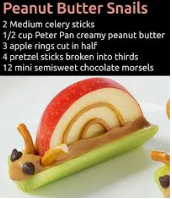 Peanut Butter Snails
2 Medium celery sticks
1/2 cup Peter Pan creamy peanut butter
3 apple rings cut in half
4 pretzel sticks broken into thirds
12 mini semisweet chocolate morsels